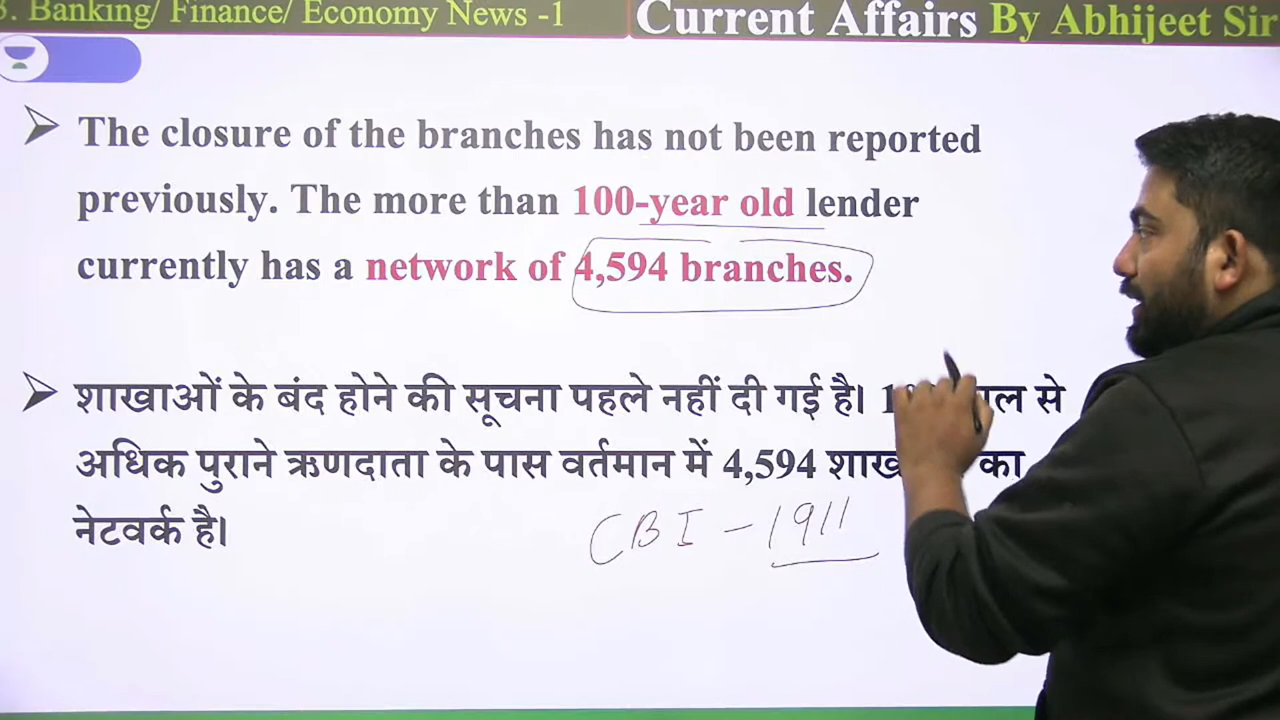 3. Banking/ Finance/ Economy News -1
Current Affairs By Abhijeet Sir
The closure of the branches has not been reported
previously. The more than 100-year old lender
currently has a network of 4,594 branches.
शाखाओं के बंद होने की सूचना पहले नहीं दी गई है। से
अधिक पुराने ऋणदाता के पास वर्तमान में 4,594 का
नेटवर्क है।
CBI - 1911